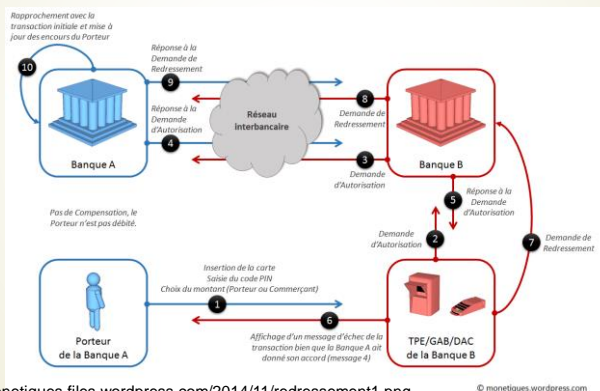 Rapprochement avec la
transaction initiale et mise à
jour des encours du Porteur
10
Réponse à la
Demande de
Redressement
9
8
Demande de
Redressement
Réseau
interbancaire
Réponse à la
Demande
d'Autorisation
4
3
Demande
d'Autorisation
Banque A
Banque B
Pas de Compensation, le
Porteur n'est pas débité.
5
Réponse à la
Demande
d'Autorisation
2
Demande
d'Autorisation
7
Demande de
Redressement
Insertion de la carte
Saisie du code PIN
Choix du montant (Porteur ou Commerçant)
1
6
Affichage d'un message d'échec de la
transaction bien que la Banque A ait
donné son accord (message 4)
Porteur
de la Banque A
TPE/GAB/DAC
de la Banque B
netiques.files.wordpress.com/2014/11/redressement1.png
© monetiques.wordpress.com